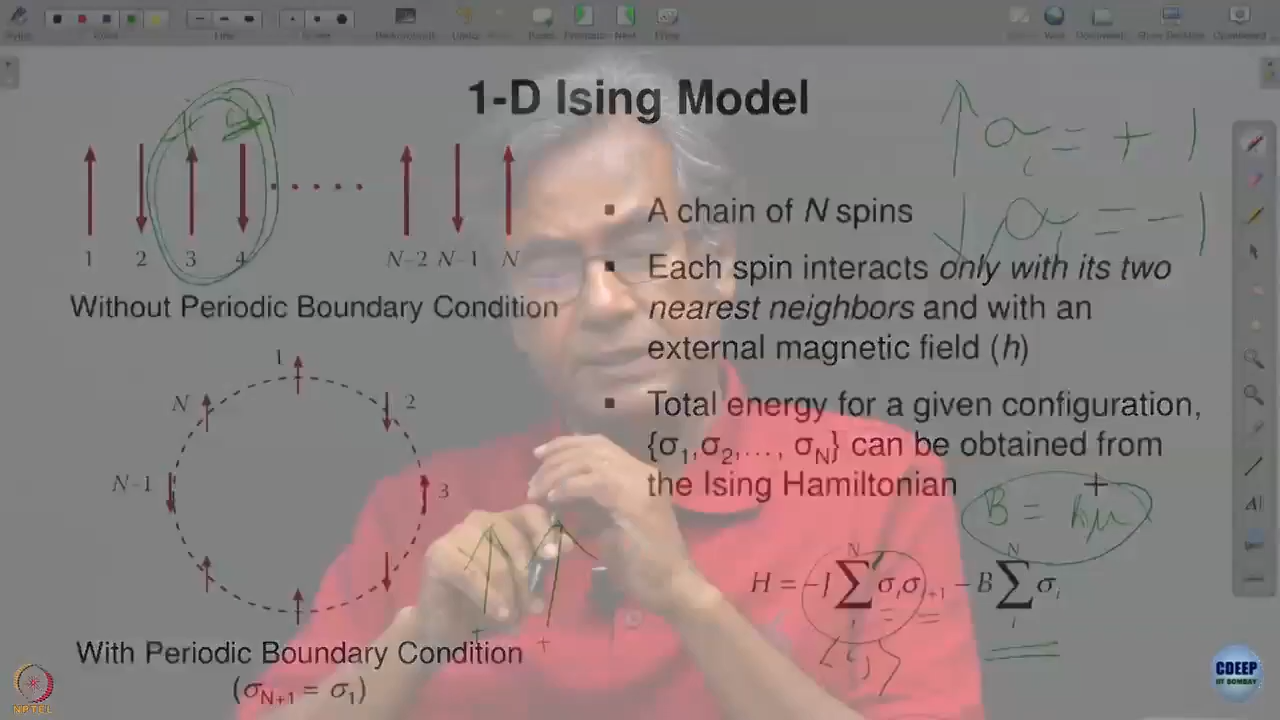 1-D Ising Model
1 2 3 4 N-2 N-1 N
Without Periodic Boundary Condition
1
2
3
N
N-1
With Periodic Boundary Condition
(σN+1 = σ1)
▪ A chain of N spins
▪ Each spin interacts only with its two
nearest neighbors and with an
external magnetic field (h)
▪ Total energy for a given configuration,
{σ1,σ2,..., σN} can be obtained from
the Ising Hamiltonian
H = -J ∑ᵢᴺ σiσi+1 - B ∑ᵢᴺ σi
σi = + 1
σi = - 1
B = hμ
<ij>
+ +
NPTEL
CDEEP
IIT BOMBAY